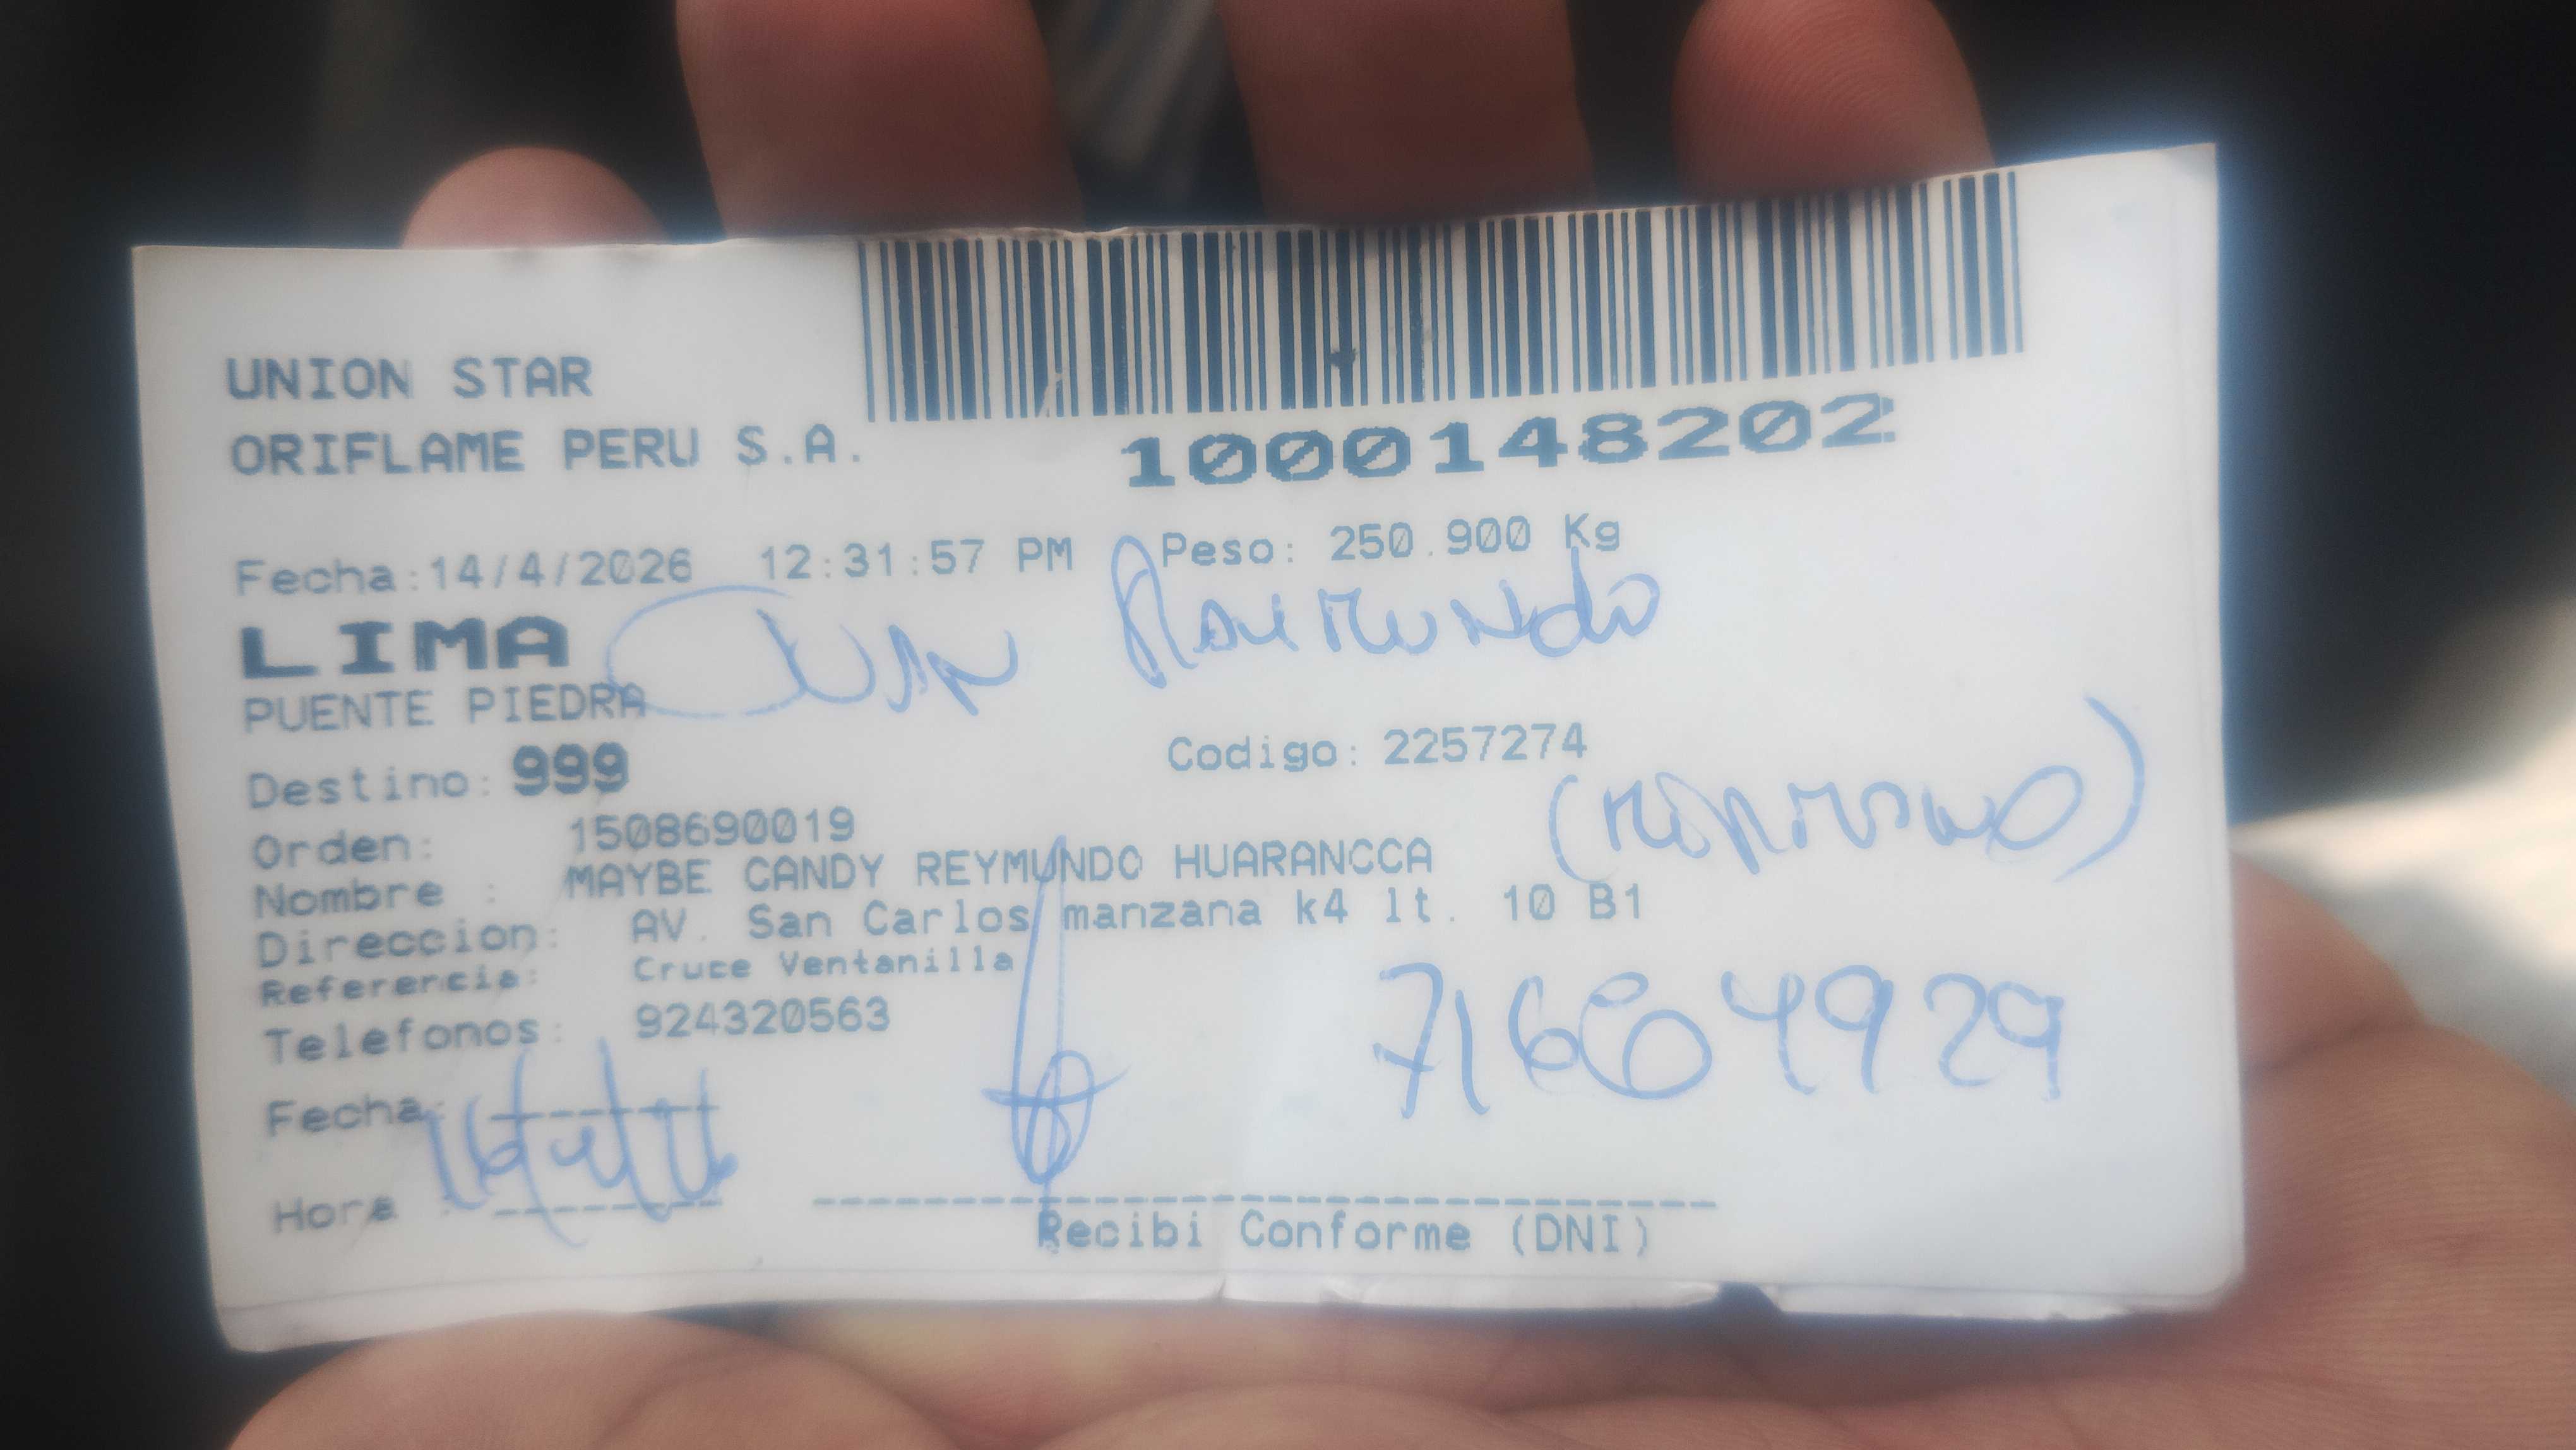 UNION STAR
ORIFLAME PERU S.A.
1000148202
Fecha:14/4/2026 12:31:57 PM Peso: 250.900 Kg
LIMA
JUAN Raimundo
PUENTE PIEDRA
Destino: 999
Codigo: 2257274
Orden: 1508690019
Nombre : MAYBE CANDY REYMUNDO HUARANCCA
Direccion: AV. San Carlos manzana k4 lt. 10 B1
Referencia: Cruce Ventanilla
Telefonos: 924320563
Fecha:
Hora :
Recibi Conforme (DNI)